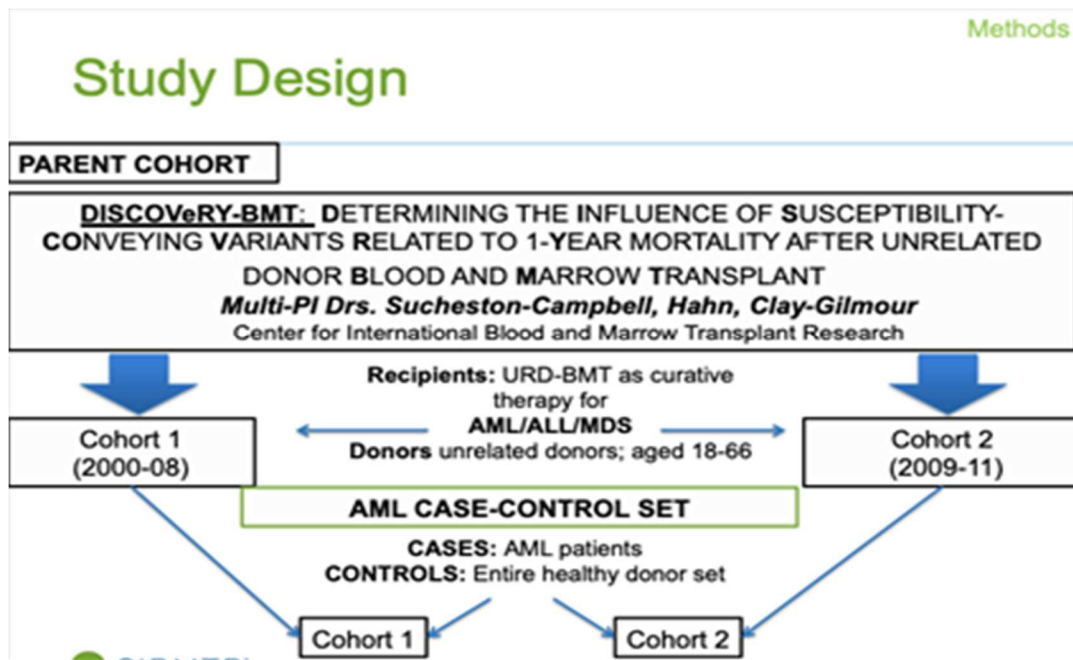 Methods
Study Design
PARENT COHORT
DISCOVeRY-BMT: DETERMINING THE INFLUENCE OF SUSCEPTIBILITY-
CONVEYING VARIANTS RELATED TO 1-YEAR MORTALITY AFTER UNRELATED
DONOR BLOOD AND MARROW TRANSPLANT
Multi-PI Drs. Sucheston-Campbell, Hahn, Clay-Gilmour
Center for International Blood and Marrow Transplant Research
Recipients: URD-BMT as curative
therapy for
AML/ALL/MDS
Donors unrelated donors; aged 18-66
Cohort 1
(2000-08)
Cohort 2
(2009-11)
AML CASE-CONTROL SET
CASES: AML patients
CONTROLS: Entire healthy donor set
Cohort 1
Cohort 2